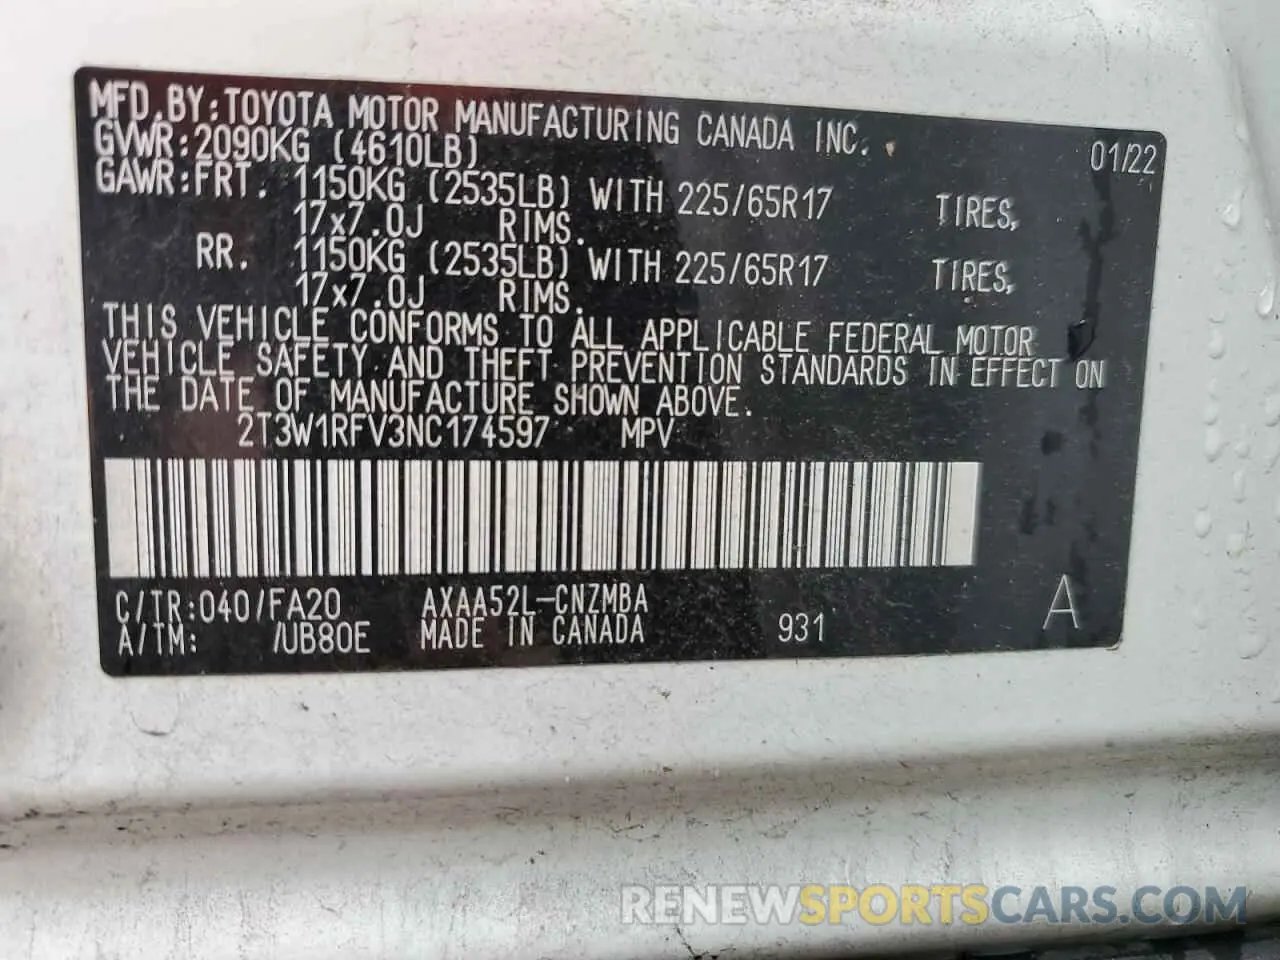 MFD.BY:TOYOTA MOTOR MANUFACTURING CANADA INC.
GVWR:2090KG (4610LB) 01/22
GAWR:FRT. 1150KG (2535LB) WITH 225/65R17 TIRES,
17x7.0J RIMS.
RR. 1150KG (2535LB) WITH 225/65R17 TIRES,
17x7.0J RIMS.
THIS VEHICLE CONFORMS TO ALL APPLICABLE FEDERAL MOTOR
VEHICLE SAFETY AND THEFT PREVENTION STANDARDS IN EFFECT ON
THE DATE OF MANUFACTURE SHOWN ABOVE.
2T3W1RFV3NC174597 MPV
C/TR:040/FA20 AXAA52L-CNZMBA A
A/TM: /UB80E MADE IN CANADA 931
RENEWSPORTSCARS.COM